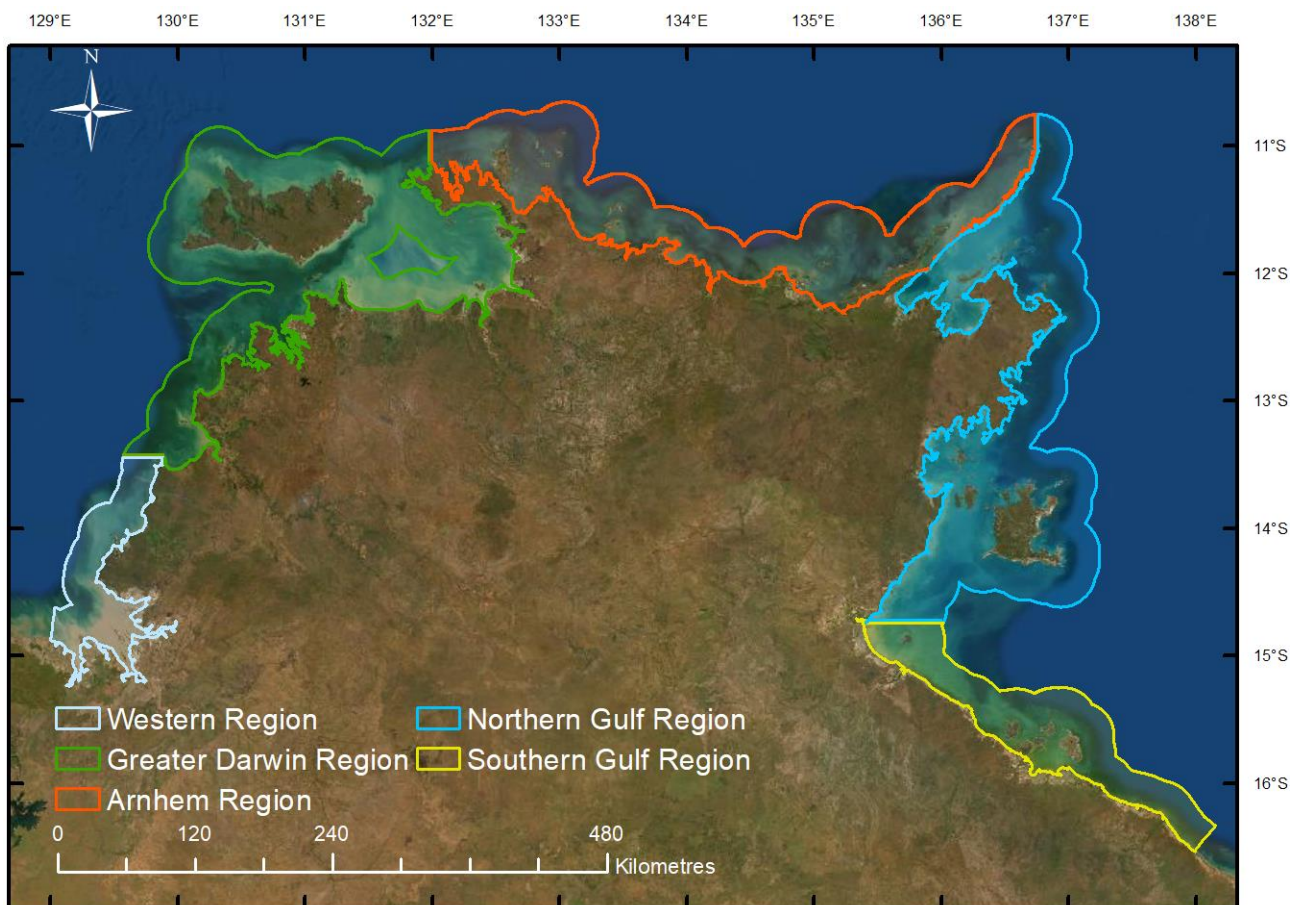 129°E 130°E 131°E 132°E 133°E 134°E 135°E 136°E 137°E 138°E
N
11°S
12°S
13°S
14°S
15°S
16°S
Western Region
Northern Gulf Region
Greater Darwin Region
Southern Gulf Region
Arnhem Region
0 120 240 480
Kilometres